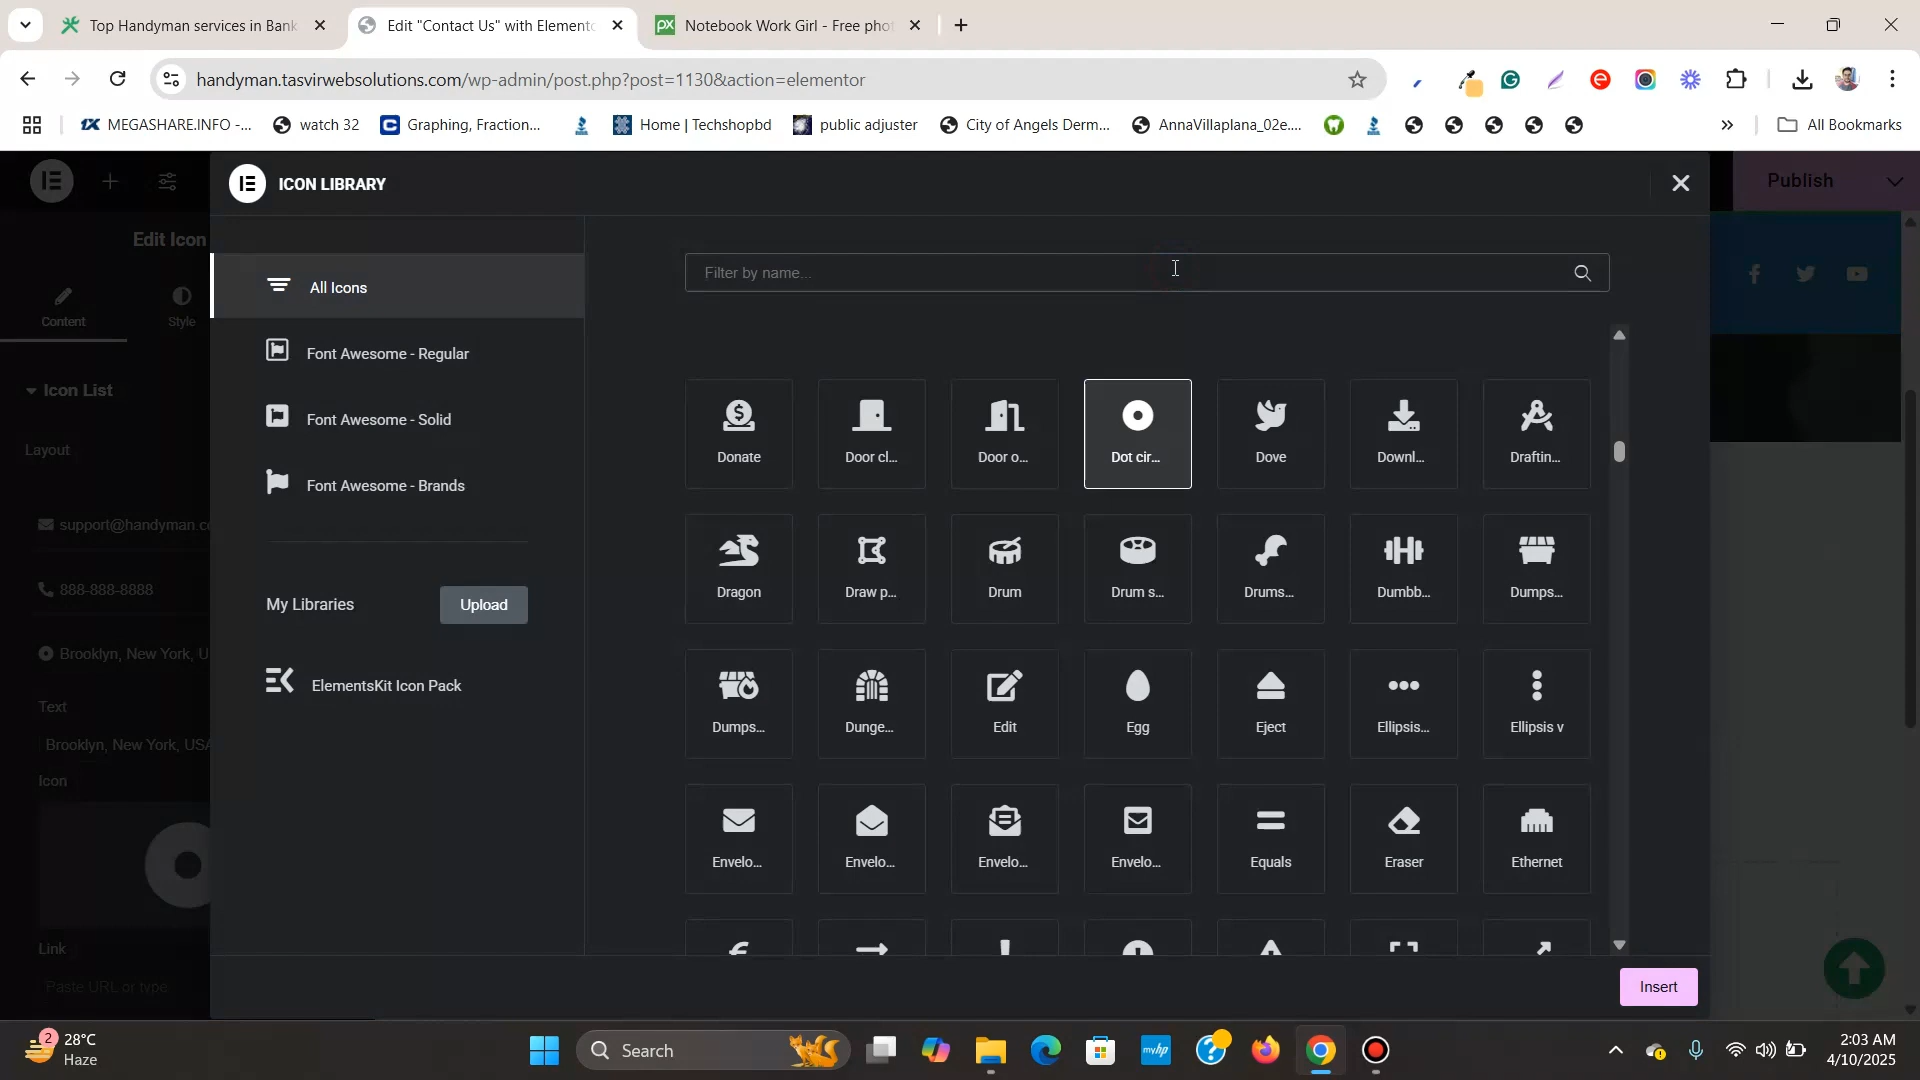 Top Handyman services in Bank
Edit "Contact Us" with Elemento
Notebook Work Girl - Free phot
handyman.tasvirwebsolutions.com/wp-admin/post.php?post=1130&action=elementor
MEGASHARE.INFO -...
watch 32
Graphing, Fraction...
Home | Techshopbd
public adjuster
City of Angels Derm...
AnnaVillaplana_02e....
All Bookmarks
ICON LIBRARY
Publish
Edit Icon
Content
Style
Icon List
Layout
support@handyman.co
888-888-8888
Brooklyn, New York, U
Text
Brooklyn, New York, USA
Icon
Link
Paste URL or type
All Icons
Font Awesome - Regular
Font Awesome - Solid
Font Awesome - Brands
My Libraries
Upload
ElementsKit Icon Pack
Filter by name...
Donate
Door cl...
Door o...
Dot cir...
Dove
Downl...
Draftin...
Dragon
Draw p...
Drum
Drum s...
Drums...
Dumbb...
Dumps...
Dumps...
Dunge...
Edit
Egg
Eject
Ellipsis...
Ellipsis v
Envelo...
Envelo...
Envelo...
Envelo...
Equals
Eraser
Ethernet
Insert
2
28°C
Haze
Search
myhp
2:03 AM
4/10/2025